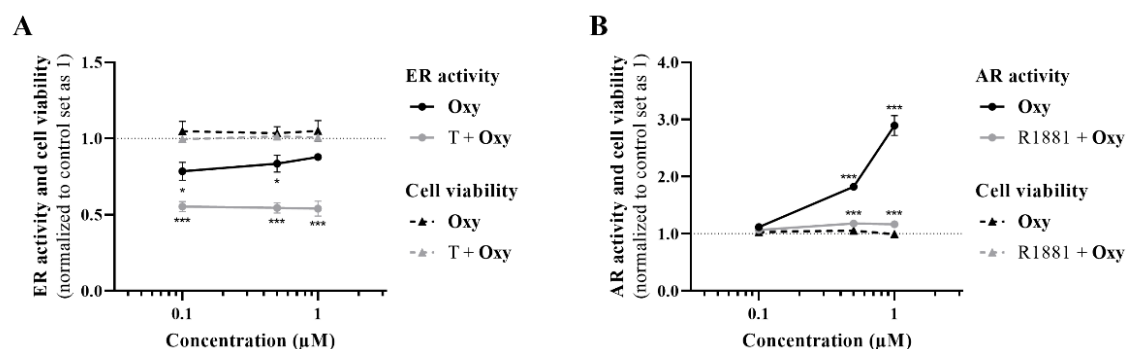 A
ER activity and cell viability
(normalized to control set as 1)
1.5
1.0
0.5
0.0
*
*
***
***
***
0.1
1
Concentration (µM)
ER activity
Oxy
T + Oxy
Cell viability
Oxy
T + Oxy
B
AR activity and cell viability
(normalized to control set as 1)
4.0
3.0
2.0
1.0
0.0
***
***
***
***
0.1
1
Concentration (µM)
AR activity
Oxy
R1881 + Oxy
Cell viability
Oxy
R1881 + Oxy